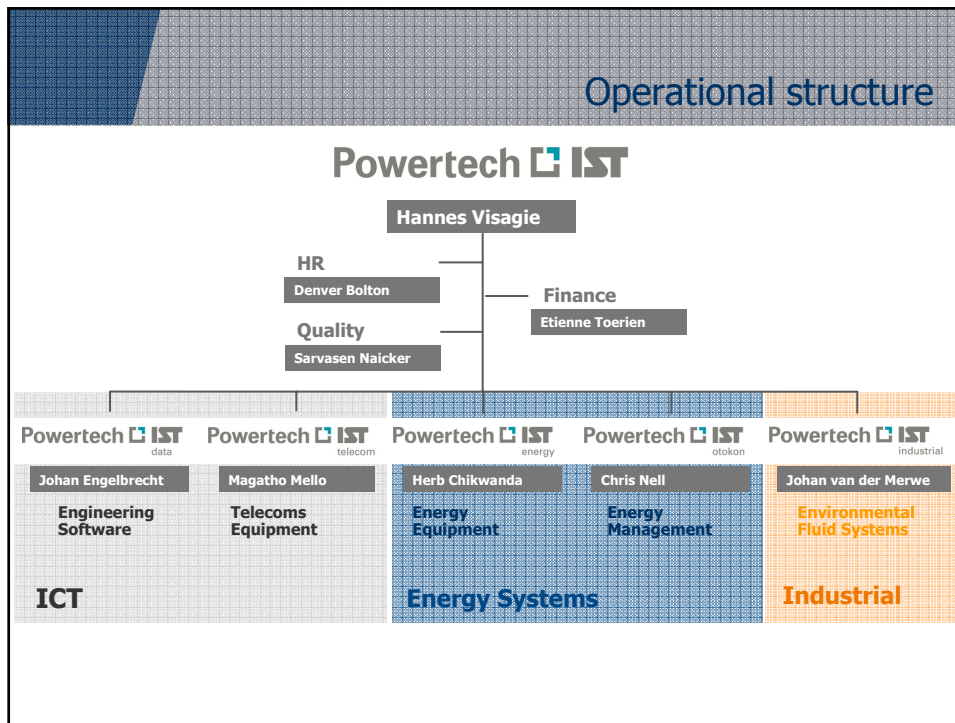 Operational structure
Powertech IST
Hannes Visagie
HR
Denver Bolton
Finance
Etienne Toerien
Quality
Sarvasen Naicker
Powertech IST data
Johan Engelbrecht
Engineering
Software
Powertech IST telecom
Magatho Mello
Telecoms
Equipment
ICT
Powertech IST energy
Herb Chikwanda
Energy
Equipment
Powertech IST otokon
Chris Nell
Energy
Management
Energy Systems
Powertech IST industrial
Johan van der Merwe
Environmental
Fluid Systems
Industrial